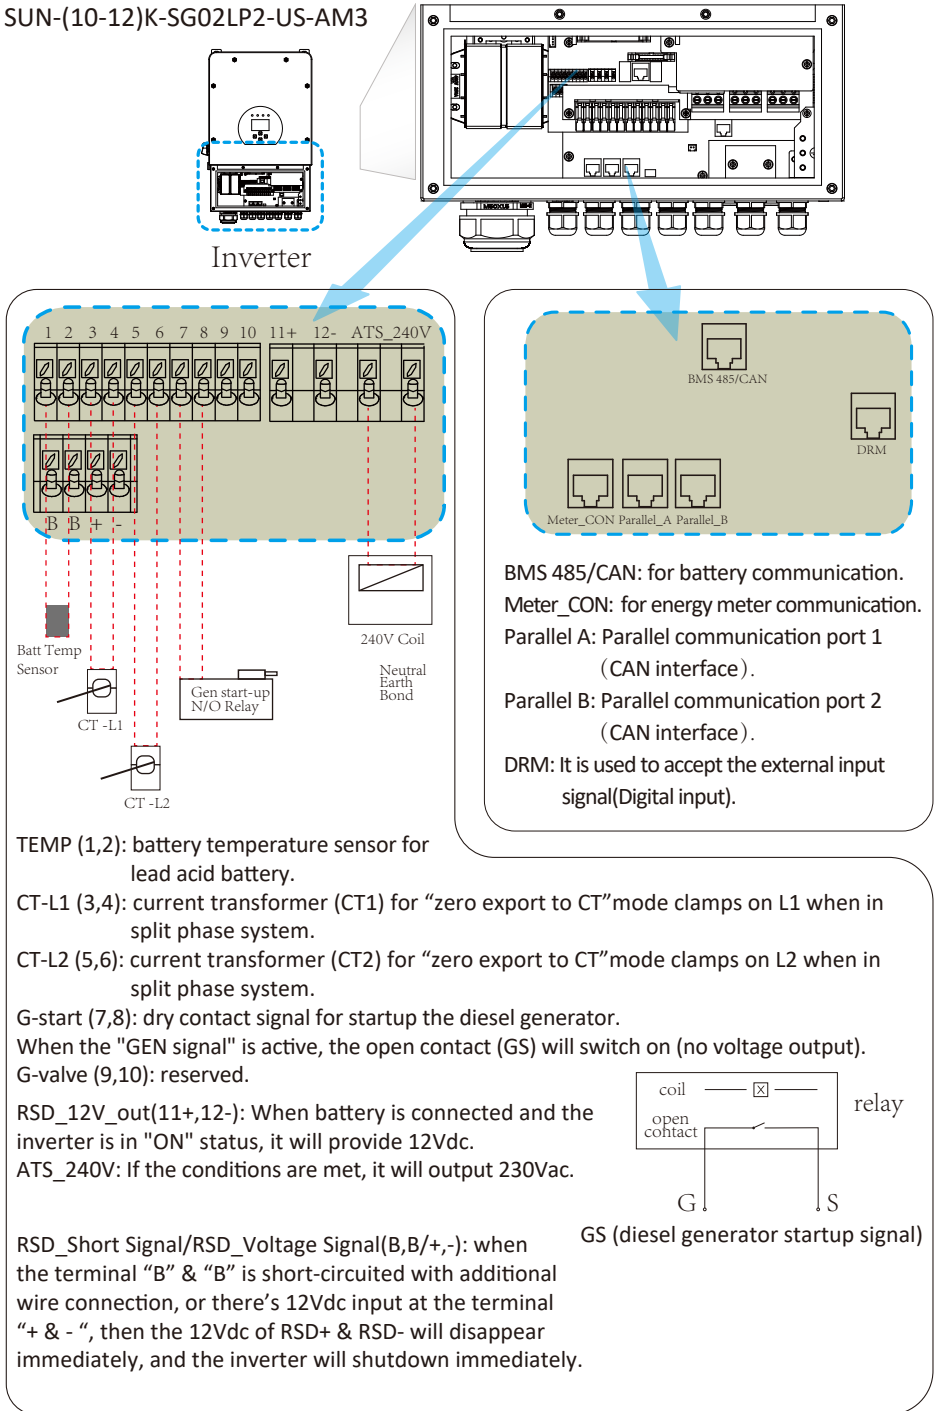 SUN-(10-12)K-SG02LP2-US-AM3
Inverter
1 2 3 4 5 6 7 8 9 10 11+ 12- ATS_240V
B B + -
Batt Temp
Sensor
CT -L1
CT -L2
Gen start-up
N/O Relay
240V Coil
Neutral
Earth
Bond
BMS 485/CAN
DRM
Meter_CON Parallel_A Parallel_B
BMS 485/CAN: for battery communication.
Meter_CON: for energy meter communication.
Parallel A: Parallel communication port 1
（CAN interface）.
Parallel B: Parallel communication port 2
（CAN interface）.
DRM: It is used to accept the external input
signal(Digital input).
TEMP (1,2): battery temperature sensor for
lead acid battery.
CT-L1 (3,4): current transformer (CT1) for “zero export to CT”mode clamps on L1 when in
split phase system.
CT-L2 (5,6): current transformer (CT2) for “zero export to CT”mode clamps on L2 when in
split phase system.
G-start (7,8): dry contact signal for startup the diesel generator.
When the "GEN signal" is active, the open contact (GS) will switch on (no voltage output).
G-valve (9,10): reserved.
RSD_12V_out(11+,12-): When battery is connected and the
inverter is in "ON" status, it will provide 12Vdc.
ATS_240V: If the conditions are met, it will output 230Vac.
coil
open
contact
relay
G S
GS (diesel generator startup signal)
RSD_Short Signal/RSD_Voltage Signal(B,B/+,-): when
the terminal “B” & “B” is short-circuited with additional
wire connection, or there’s 12Vdc input at the terminal
“+ & - “, then the 12Vdc of RSD+ & RSD- will disappear
immediately, and the inverter will shutdown immediately.